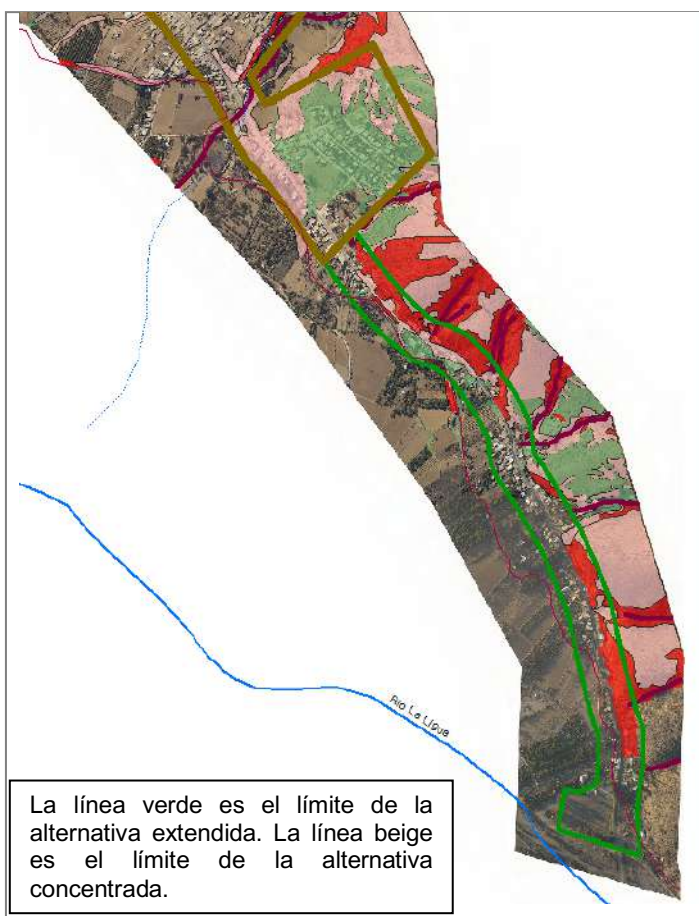 Río La Ligua
La línea verde es el límite de la
alternativa extendida. La línea beige
es el límite de la alternativa
concentrada.